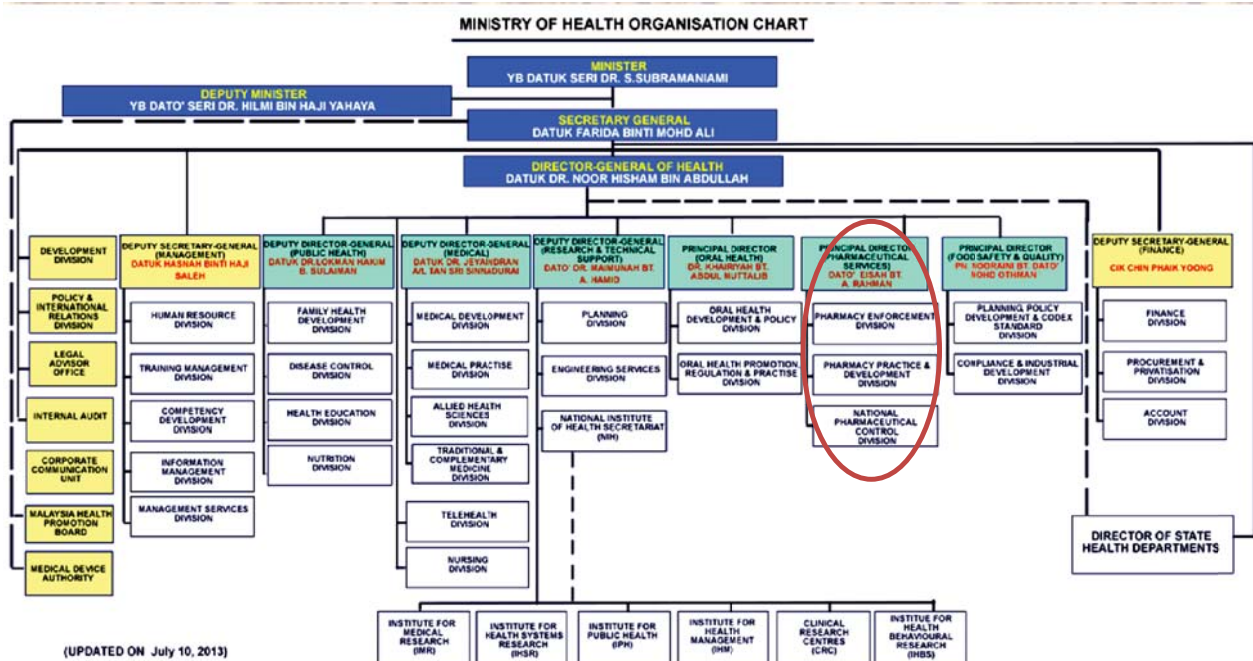 MINISTRY OF HEALTH ORGANISATION CHART
MINISTER
YB DATUK SERI DR. S.SUBRAMANIAMI
DEPUTY MINISTER
YB DATO' SERI DR. HILMI BIN HAJI YAHAYA
SECRETARY GENERAL
DATUK FARIDA BINTI MOHD ALI
DIRECTOR-GENERAL OF HEALTH
DATUK DR. NOOR HISHAM BIN ABDULLAH
DEVELOPMENT
DIVISION
POLICY &
INTERNATIONAL
RELATIONS
DIVISION
LEGAL
ADVISOR
OFFICE
INTERNAL AUDIT
CORPORATE
COMMUNICATION
UNIT
MALAYSIA HEALTH
PROMOTION
BOARD
MEDICAL DEVICE
AUTHORITY
DEPUTY SECRETARY-GENERAL
(MANAGEMENT)
DATUK HASNAH BINTI HAJI
SALEH
HUMAN RESOURCE
DIVISION
TRAINING MANAGEMENT
DIVISION
COMPETENCY
DEVELOPMENT
DIVISION
INFORMATION
MANAGEMENT
DIVISION
MANAGEMENT SERVICES
DIVISION
DEPUTY DIRECTOR-GENERAL
(PUBLIC HEALTH)
DATUK DR.LOKMAN HAKIM
B. SULAIMAN
FAMILY HEALTH
DEVELOPMENT
DIVISION
DISEASE CONTROL
DIVISION
HEALTH EDUCATION
DIVISION
NUTRITION
DIVISION
DEPUTY DIRECTOR-GENERAL
(MEDICAL)
DATUK DR. JEYAINDRAN
A/L TAN SRI SINNADURAI
MEDICAL DEVELOPMENT
DIVISION
MEDICAL PRACTISE
DIVISION
ALLIED HEALTH
SCIENCES
DIVISION
TRADITIONAL &
COMPLEMENTARY
MEDICINE DIVISION
TELEHEALTH
DIVISION
NURSING
DIVISION
DEPUTY DIRECTOR-GENERAL
(RESEARCH & TECHNICAL
SUPPORT)
DATO' DR. MAIMUNAH BT.
A. HAMID
PLANNING
DIVISION
ENGINEERING SERVICES
DIVISION
NATIONAL INSTITUTE
OF HEALTH SECRETARIAT
(NIH)
PRINCIPAL DIRECTOR
(ORAL HEALTH)
DR. KHAIRIYAH BT.
ABDUL MUTTALIB
ORAL HEALTH
DEVELOPMENT & POLICY
DIVISION
ORAL HEALTH PROMOTION,
REGULATION & PRACTISE
DIVISION
PRINCIPAL DIRECTOR
PHARMACEUTICAL
SERVICES)
DATO' EISAH BT.
A. RAHMAN
PHARMACY ENFORCEMENT
DIVISION
PHARMACY PRACTICE &
DEVELOPMENT
DIVISION
NATIONAL
PHARMACEUTICAL
CONTROL
DIVISION
PRINCIPAL DIRECTOR
(FOOD SAFETY & QUALITY)
PN. NOORAINI BT. DATO'
MOHD OTHMAN
PLANNING, POLICY
DEVELOPMENT & CODEX
STANDARD
DIVISION
COMPLIANCE & INDUSTRIAL
DEVELOPMENT
DIVISION
DEPUTY SECRETARY-GENERAL
(FINANCE)
CIK CHIN PHAIK YOONG
FINANCE
DIVISION
PROCUREMENT &
PRIVATISATION
DIVISION
ACCOUNT
DIVISION
DIRECTOR OF STATE
HEALTH DEPARTMENTS
INSTITUTE FOR
MEDICAL
RESEARCH
(IMR)
INSTITUTE FOR
HEALTH SYSTEMS
RESEARCH
(IHSR)
INSTITUTE FOR
PUBLIC HEALTH
(IPH)
INSTITUTE FOR
HEALTH
MANAGEMENT
(IHM)
CLINICAL
RESEARCH
CENTRES
(CRC)
INSTITUE FOR
HEALTH
BEHAVIOURAL
RESEARCH
(IHBS)
(UPDATED ON July 10, 2013)